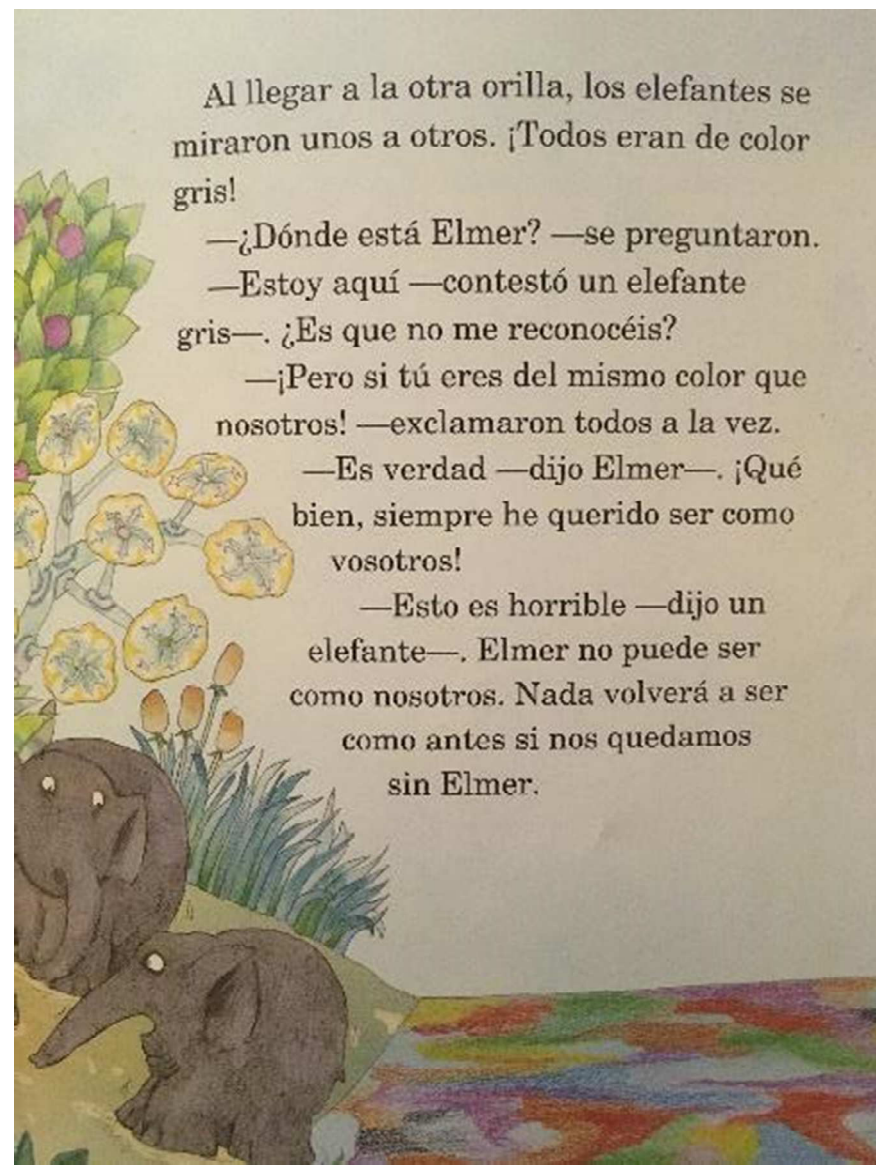 Al llegar a la otra orilla, los elefantes se
miraron unos a otros. ¡Todos eran de color
gris!
—¿Dónde está Elmer? —se preguntaron.
—Estoy aquí —contestó un elefante
gris—. ¿Es que no me reconocéis?
—¡Pero si tú eres del mismo color que
nosotros! —exclamaron todos a la vez.
—Es verdad —dijo Elmer—. ¡Qué
bien, siempre he querido ser como
vosotros!
—Esto es horrible —dijo un
elefante—. Elmer no puede ser
como nosotros. Nada volverá a ser
como antes si nos quedamos
sin Elmer.